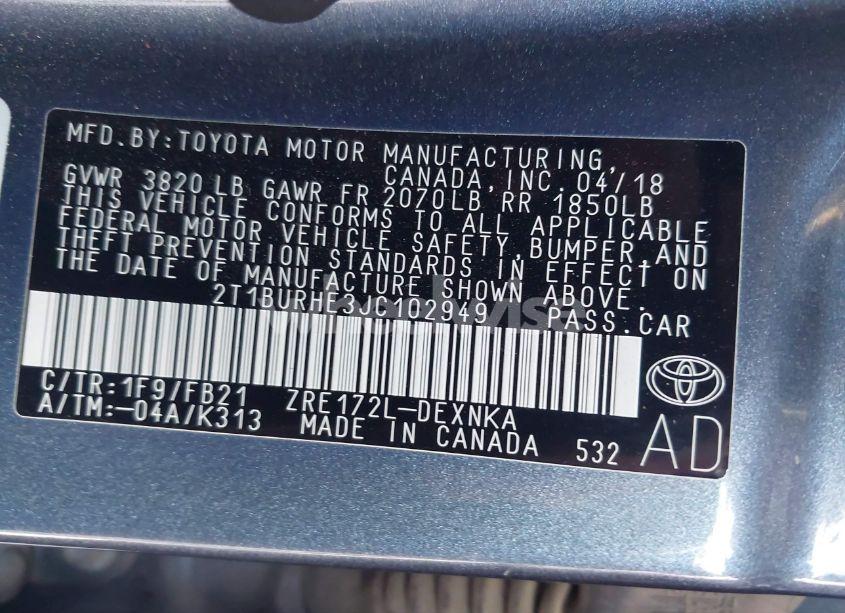 MFD.BY:TOYOTA MOTOR MANUFACTURING,
CANADA,INC.04/18
GVWR 3820LB GAWR FR 2070LB RR 1850LB
THIS VEHICLE CONFORMS TO ALL APPLICABLE
FEDERAL MOTOR VEHICLE SAFETY,BUMPER,AND
THEFT PREVENTION STANDARDS IN EFFECT ON
THE DATE OF MANUFACTURE SHOWN ABOVE.
2T1BURHE3JC102949 PASS.CAR
C/TR:1F9/FB21 ZRE172L-DEXNKA
A/TM:-04A/K313 MADE IN CANADA 532
AD